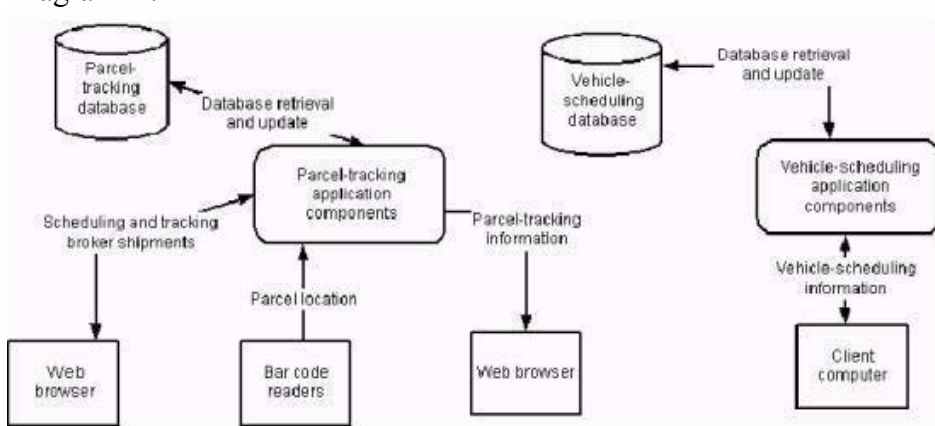 Parcel-
tracking
database
Database retrieval
and update
Vehicle-
scheduling
database
Database retrieval
and update
Parcel-tracking
application
components
Vehicle-scheduling
application
components
Scheduling and tracking
broker shipments
Parcel-tracking
information
Vehicle-scheduling
information
Parcel location
Web
browser
Bar code
readers
Web browser
Client
computer